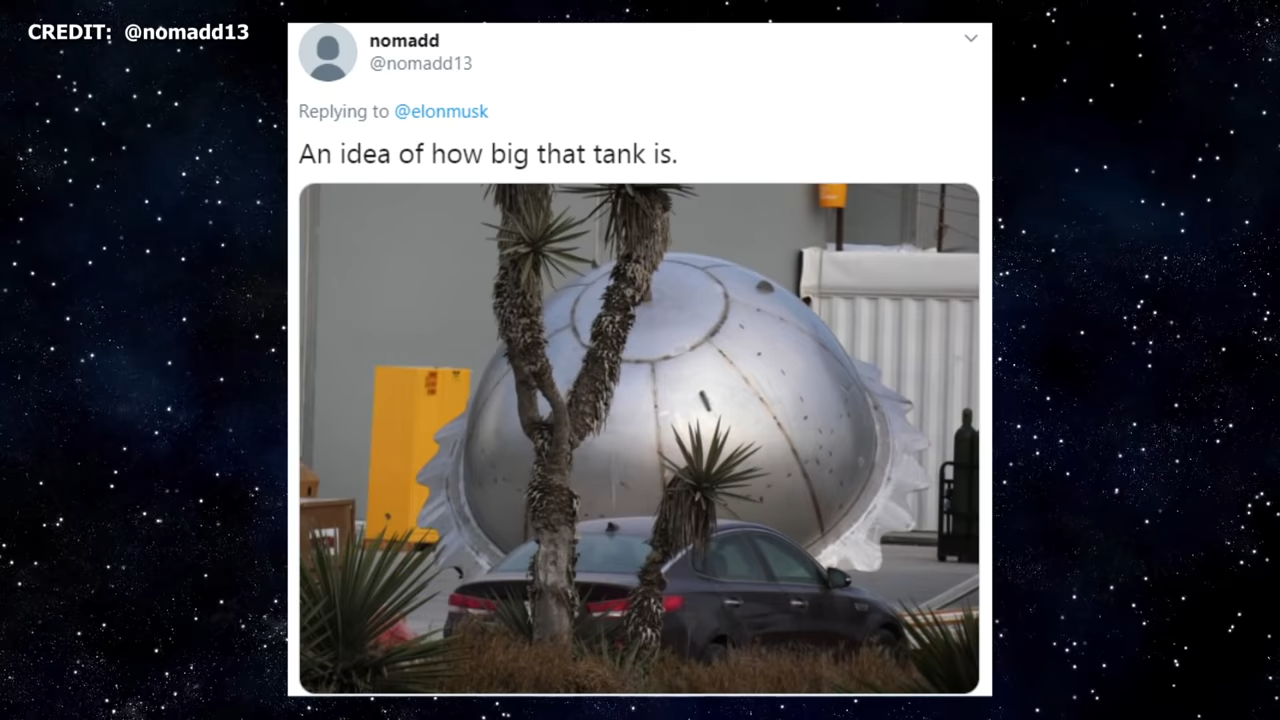 CREDIT: @nomadd13
nomadd
@nomadd13
Replying to @elonmusk
An idea of how big that tank is.